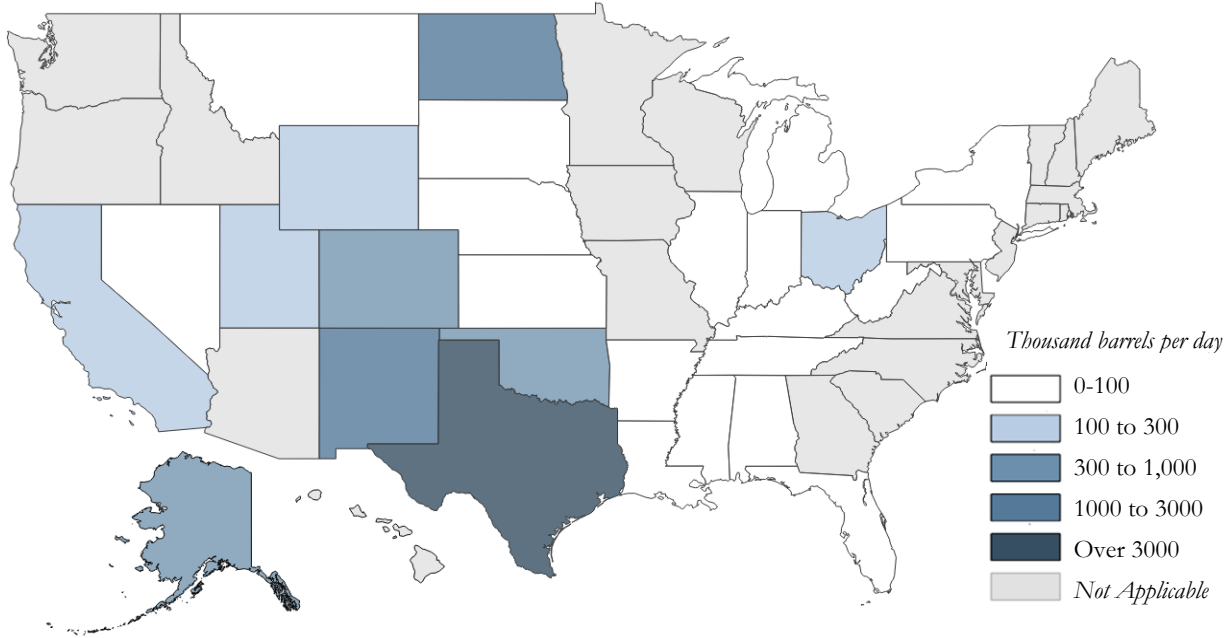 Thousand barrels per day
0-100
100 to 300
300 to 1,000
1000 to 3000
Over 3000
Not Applicable